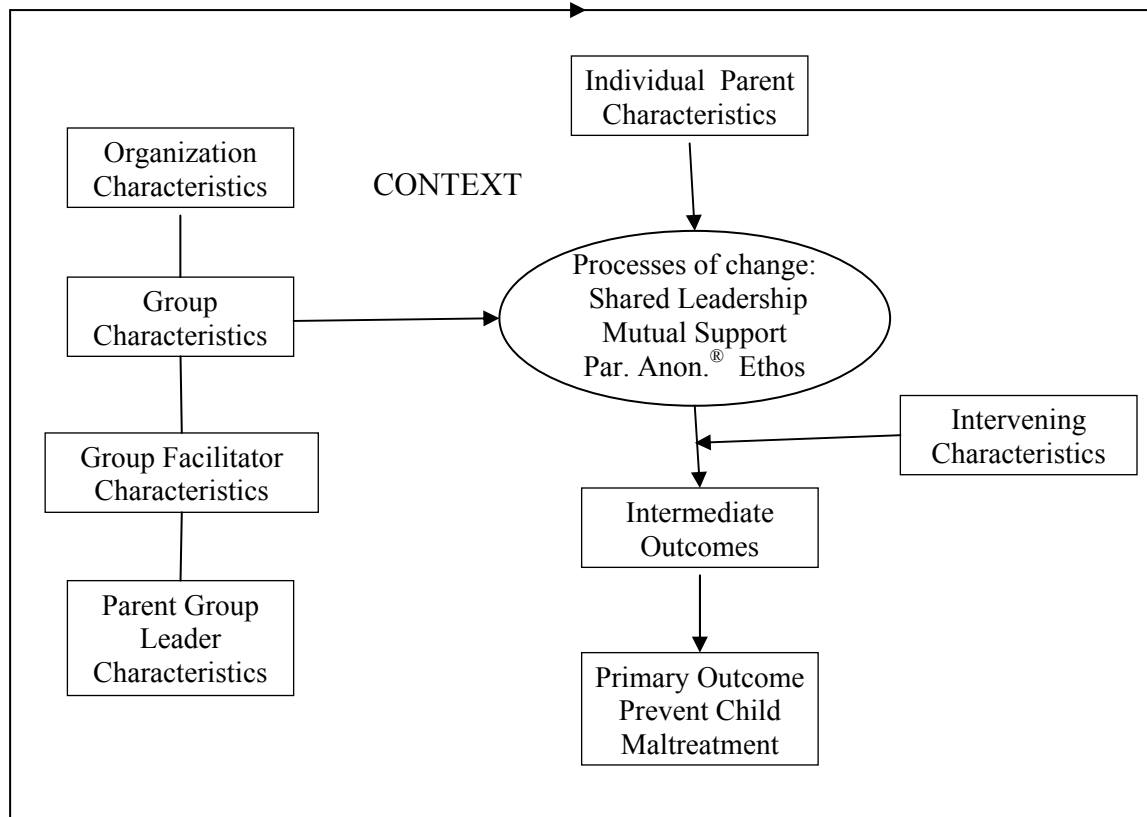 Individual Parent
Characteristics
Organization
Characteristics
CONTEXT
Processes of change:
Shared Leadership
Mutual Support
Par. Anon.® Ethos
Group
Characteristics
Intervening
Characteristics
Group Facilitator
Characteristics
Intermediate
Outcomes
Parent Group
Leader
Characteristics
Primary Outcome
Prevent Child
Maltreatment